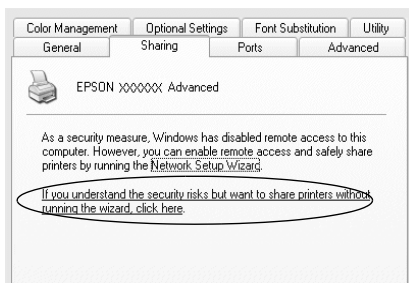 Color Management Optional Settings Font Substitution Utility
General Sharing Ports Advanced
EPSON XXXXXX Advanced
As a security measure, Windows has disabled remote access to this
computer. However, you can enable remote access and safely share
printers by running the Network Setup Wizard.
If you understand the security risks but want to share printers without
running the wizard, click here.